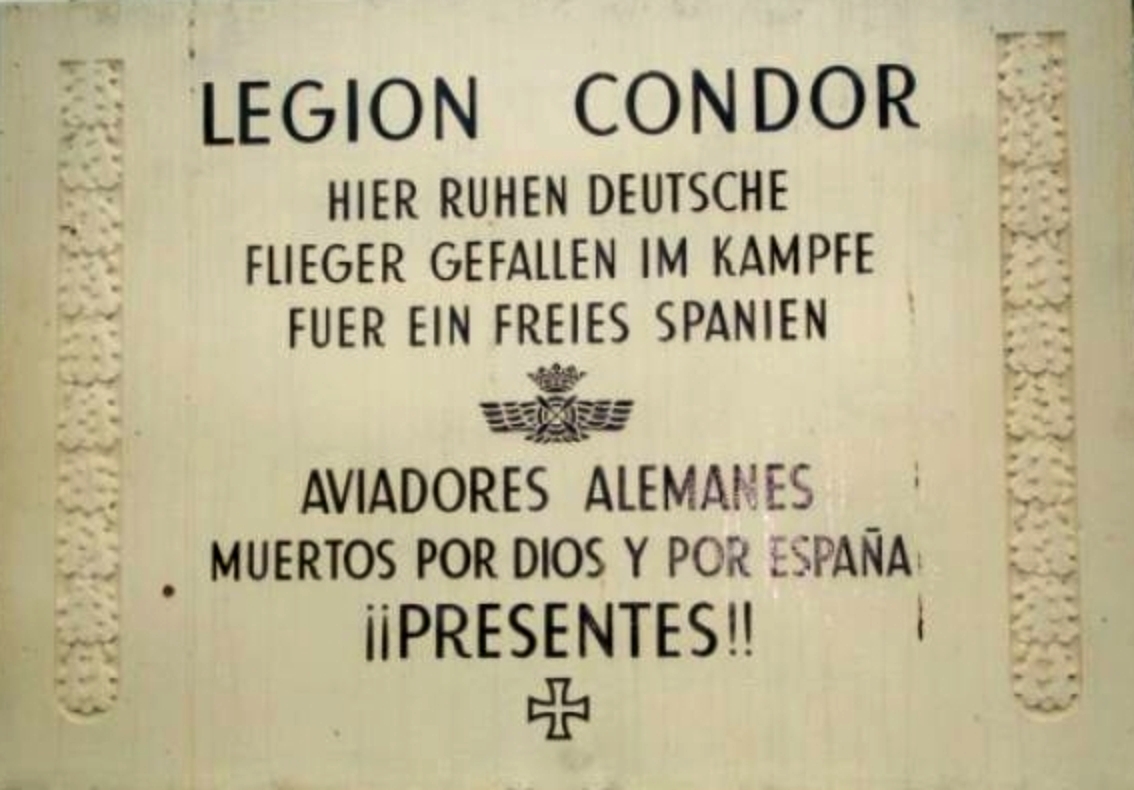 LEGION CONDOR
HIER RUHEN DEUTSCHE
FLIEGER GEFALLEN IM KAMPFE
FUER EIN FREIES SPANIEN
AVIADORES ALEMANES
MUERTOS POR DIOS Y POR ESPAÑA
¡¡PRESENTES!!